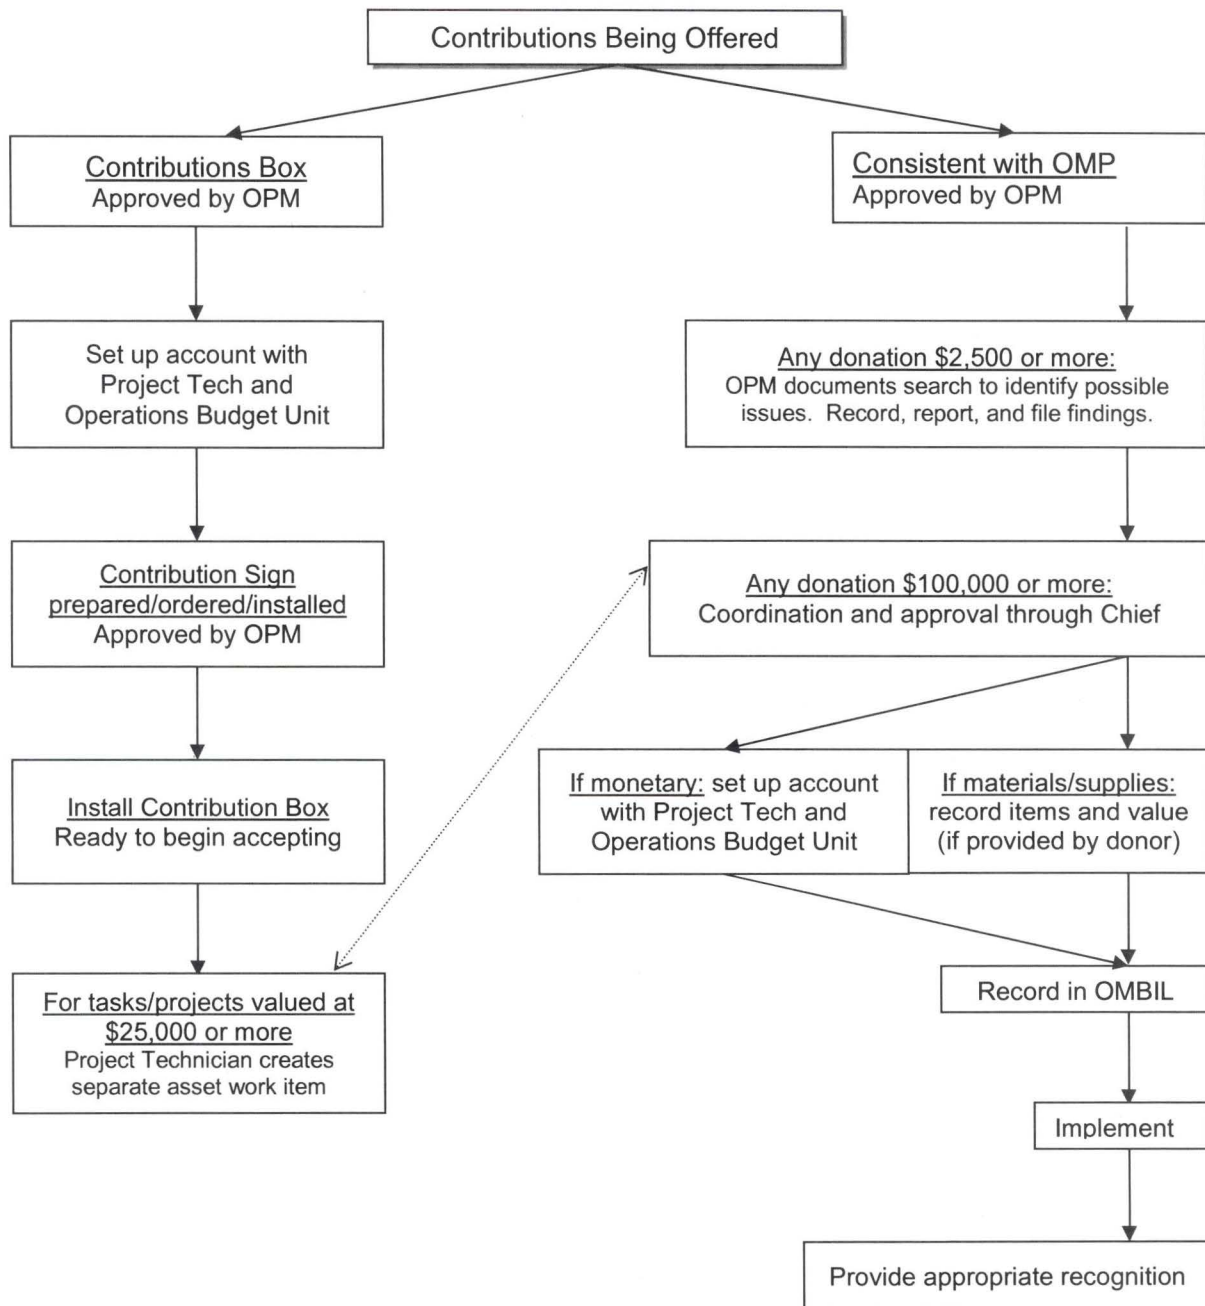 Contributions Being Offered
Contributions Box
Approved by OPM
Consistent with OMP
Approved by OPM
Set up account with
Project Tech and
Operations Budget Unit
Any donation $2,500 or more:
OPM documents search to identify possible
issues. Record, report, and file findings.
Contribution Sign
prepared/ordered/installed
Approved by OPM
Any donation $100,000 or more:
Coordination and approval through Chief
Install Contribution Box
Ready to begin accepting
If monetary: set up account
with Project Tech and
Operations Budget Unit
If materials/supplies:
record items and value
(if provided by donor)
For tasks/projects valued at
$25,000 or more
Project Technician creates
separate asset work item
Record in OMBIL
Implement
Provide appropriate recognition